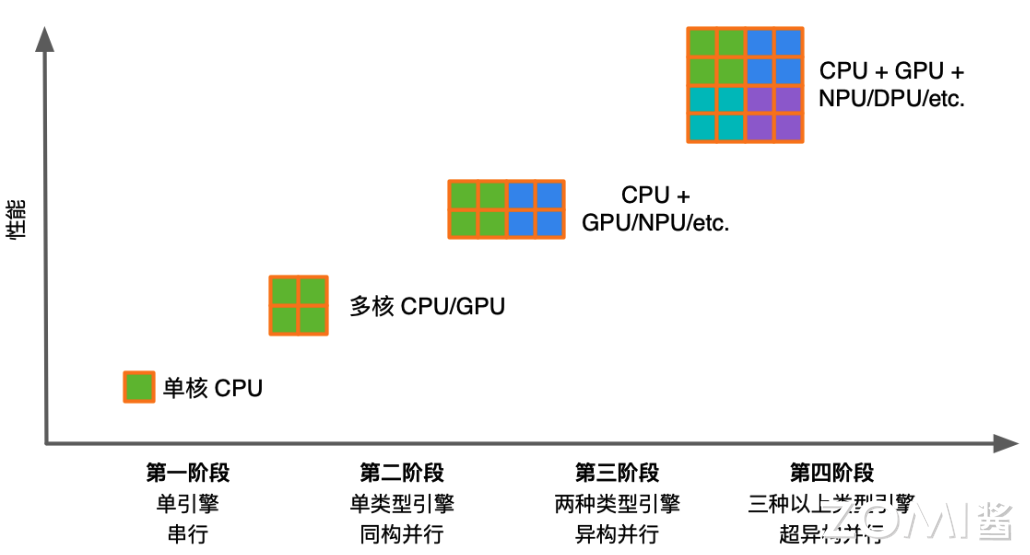 性能
CPU + GPU +
NPU/DPU/etc.
CPU +
GPU/NPU/etc.
多核 CPU/GPU
单核 CPU
第一阶段
单引擎
串行
第二阶段
单类型引擎
同构并行
第三阶段
两种类型引擎
异构并行
第四阶段
三种以上类型引擎
超异构并行
ZOMI酱